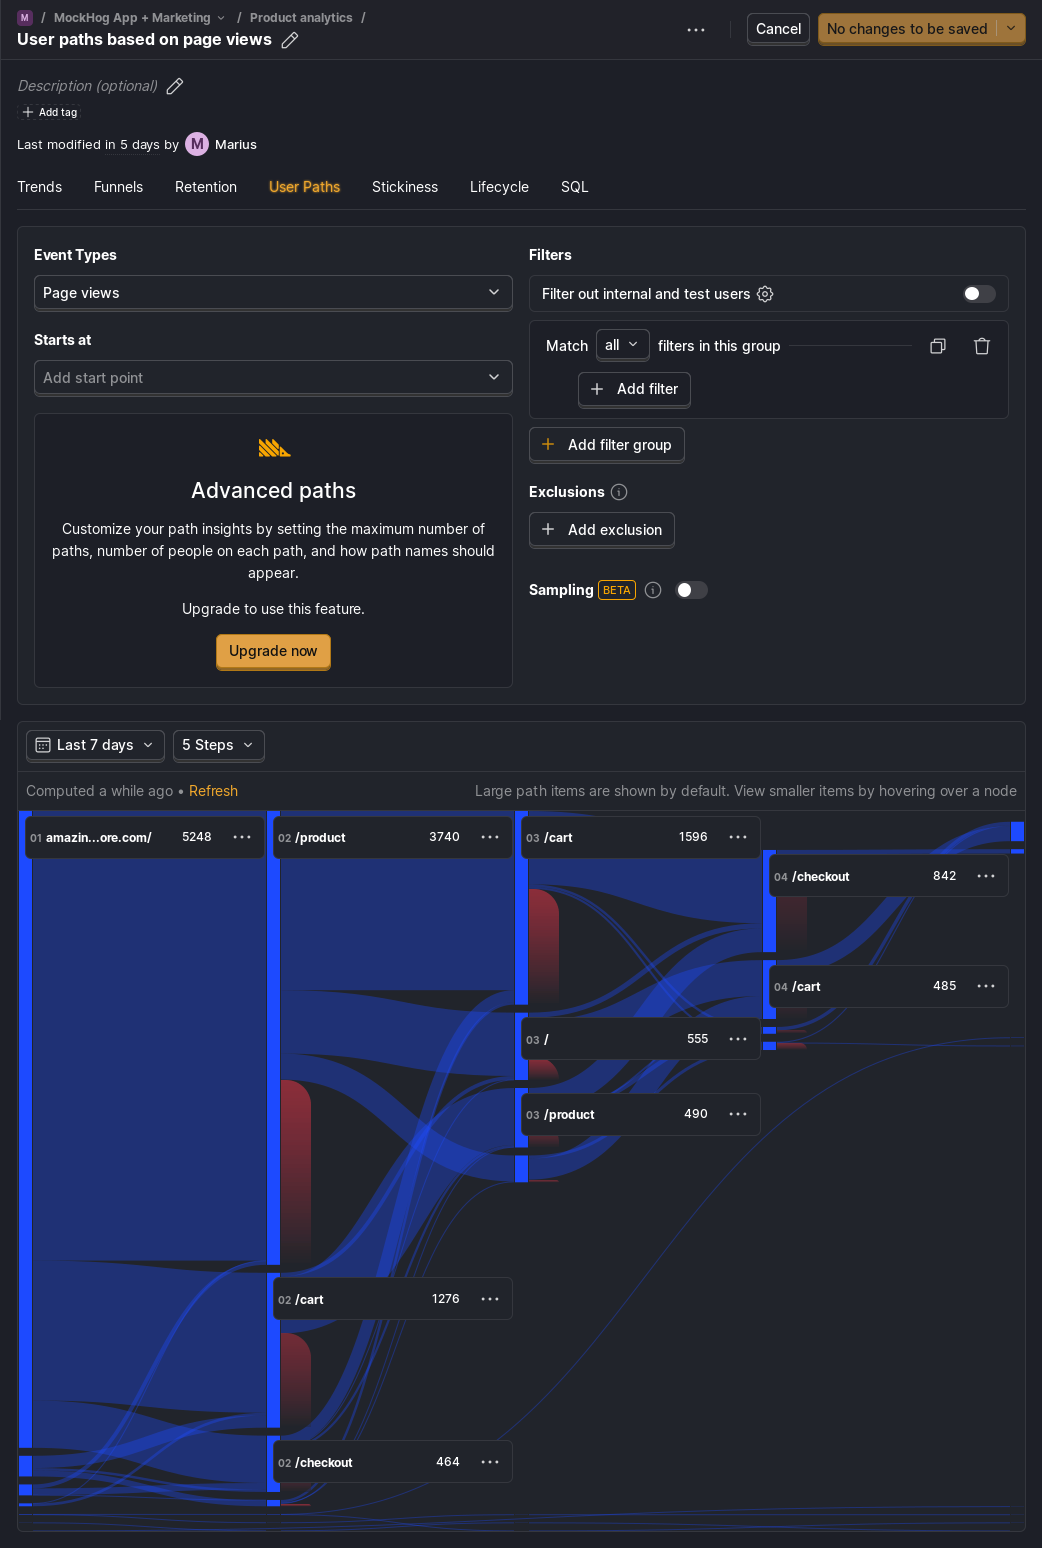 M / MockHog App + Marketing / Product analytics /
User paths based on page views
Cancel
No changes to be saved
Description (optional)
Add tag
Last modified in 5 days by M Marius
Trends Funnels Retention User Paths Stickiness Lifecycle SQL
Event Types
Page views
Starts at
Add start point
Advanced paths
Customize your path insights by setting the maximum number of
paths, number of people on each path, and how path names should
appear.
Upgrade to use this feature.
Upgrade now
Filters
Filter out internal and test users
Match all filters in this group
Add filter
Add filter group
Exclusions
Add exclusion
Sampling BETA
Last 7 days 5 Steps
Computed a while ago • Refresh
Large path items are shown by default. View smaller items by hovering over a node
01 amazin...ore.com/ 5248
02 /product 3740
03 /cart 1596
04 /checkout 842
04 /cart 485
03 / 555
03 /product 490
02 /cart 1276
02 /checkout 464